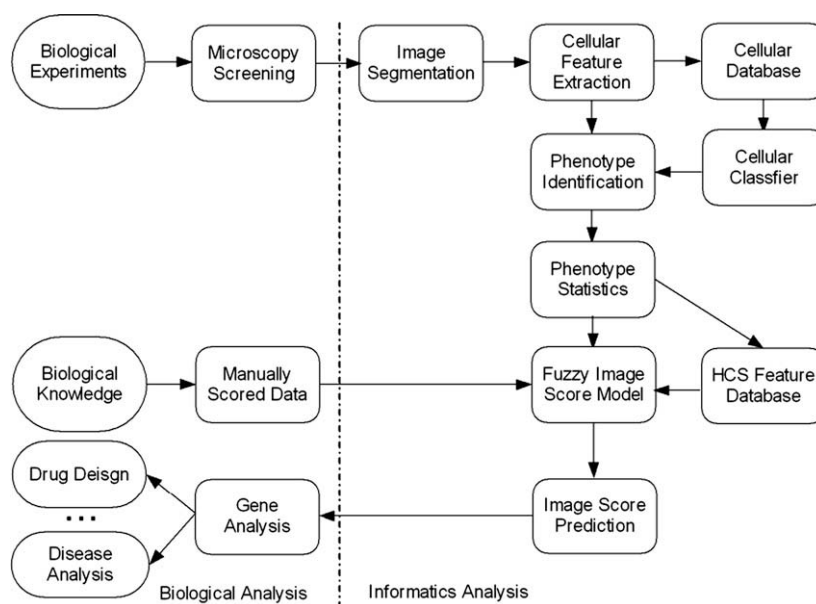 Biological
Experiments
Microscopy
Screening
Image
Segmentation
Cellular
Feature
Extraction
Cellular
Database
Phenotype
Identification
Cellular
Classfier
Phenotype
Statistics
Biological
Knowledge
Manually
Scored Data
Fuzzy Image
Score Model
HCS Feature
Database
Drug Deisgn
...
Disease
Analysis
Gene
Analysis
Image Score
Prediction
Biological Analysis
Informatics Analysis